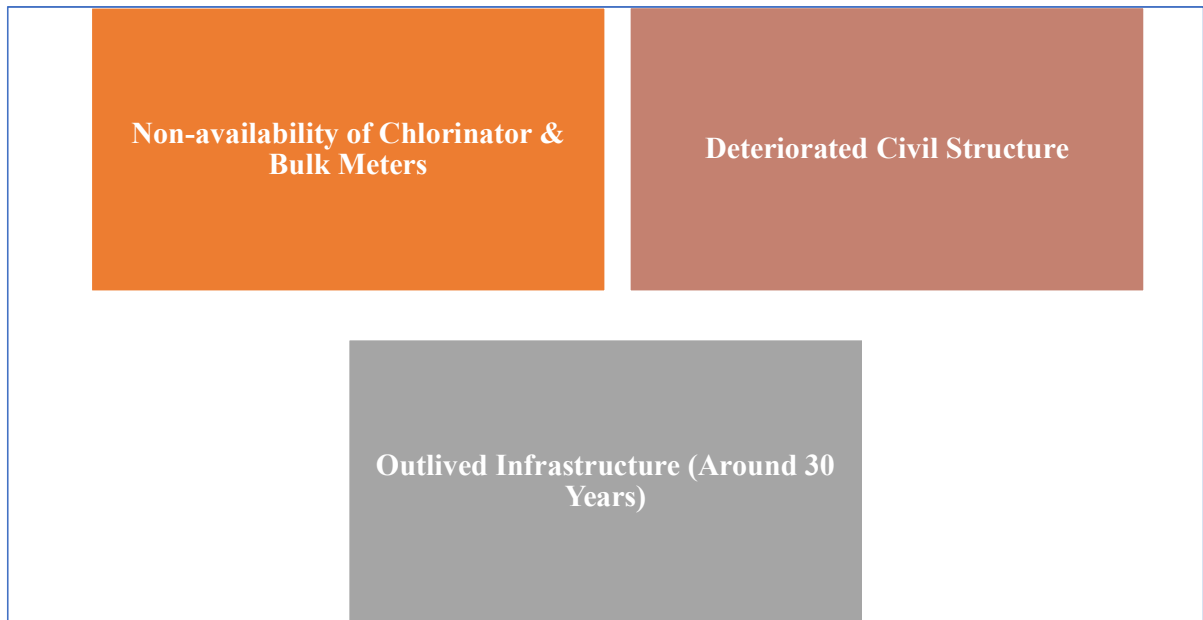 Non-availability of Chlorinator &
Bulk Meters
Deteriorated Civil Structure
Outlived Infrastructure (Around 30
Years)